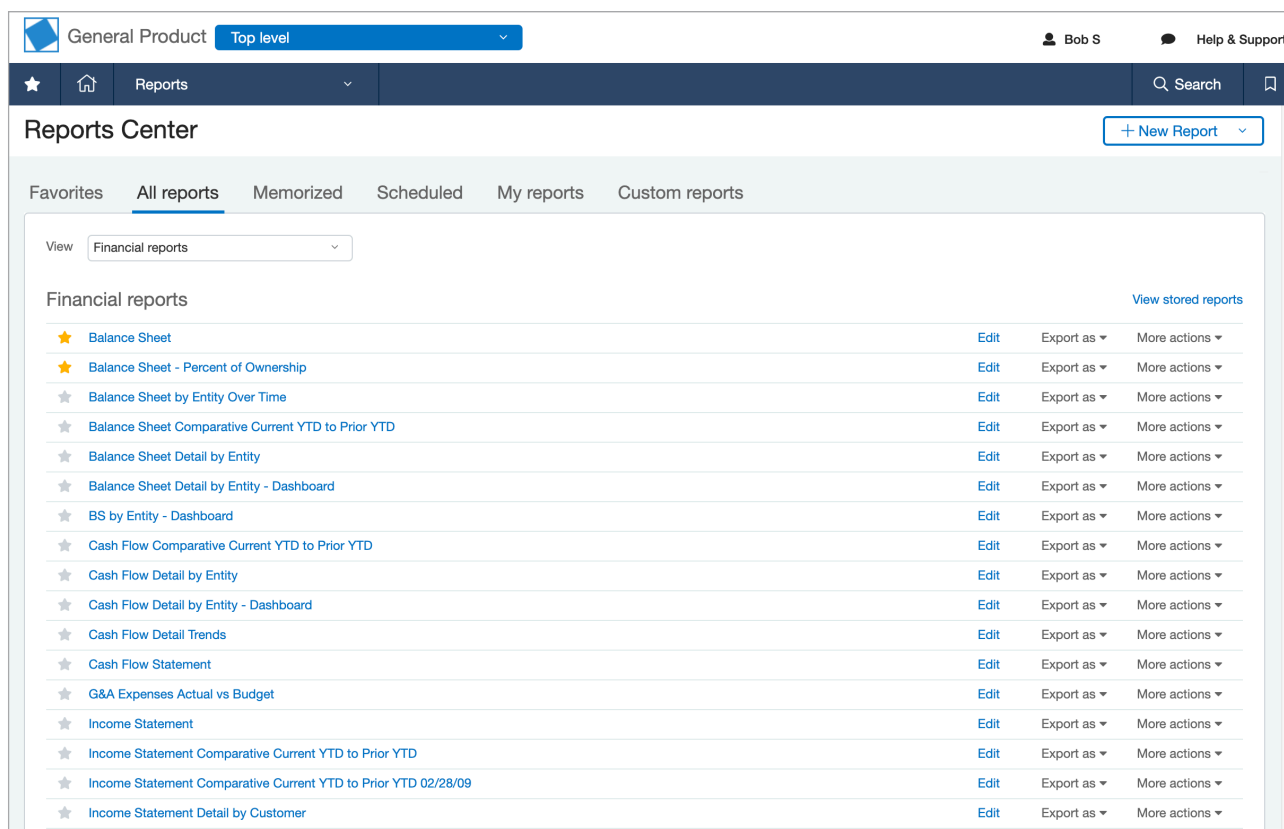 General Product Top level Bob S Help & Support
Reports Search
Reports Center + New Report
Favorites All reports Memorized Scheduled My reports Custom reports
View Financial reports
Financial reports View stored reports
Balance Sheet Edit Export as More actions
Balance Sheet - Percent of Ownership Edit Export as More actions
Balance Sheet by Entity Over Time Edit Export as More actions
Balance Sheet Comparative Current YTD to Prior YTD Edit Export as More actions
Balance Sheet Detail by Entity Edit Export as More actions
Balance Sheet Detail by Entity - Dashboard Edit Export as More actions
BS by Entity - Dashboard Edit Export as More actions
Cash Flow Comparative Current YTD to Prior YTD Edit Export as More actions
Cash Flow Detail by Entity Edit Export as More actions
Cash Flow Detail by Entity - Dashboard Edit Export as More actions
Cash Flow Detail Trends Edit Export as More actions
Cash Flow Statement Edit Export as More actions
G&A Expenses Actual vs Budget Edit Export as More actions
Income Statement Edit Export as More actions
Income Statement Comparative Current YTD to Prior YTD Edit Export as More actions
Income Statement Comparative Current YTD to Prior YTD 02/28/09 Edit Export as More actions
Income Statement Detail by Customer Edit Export as More actions